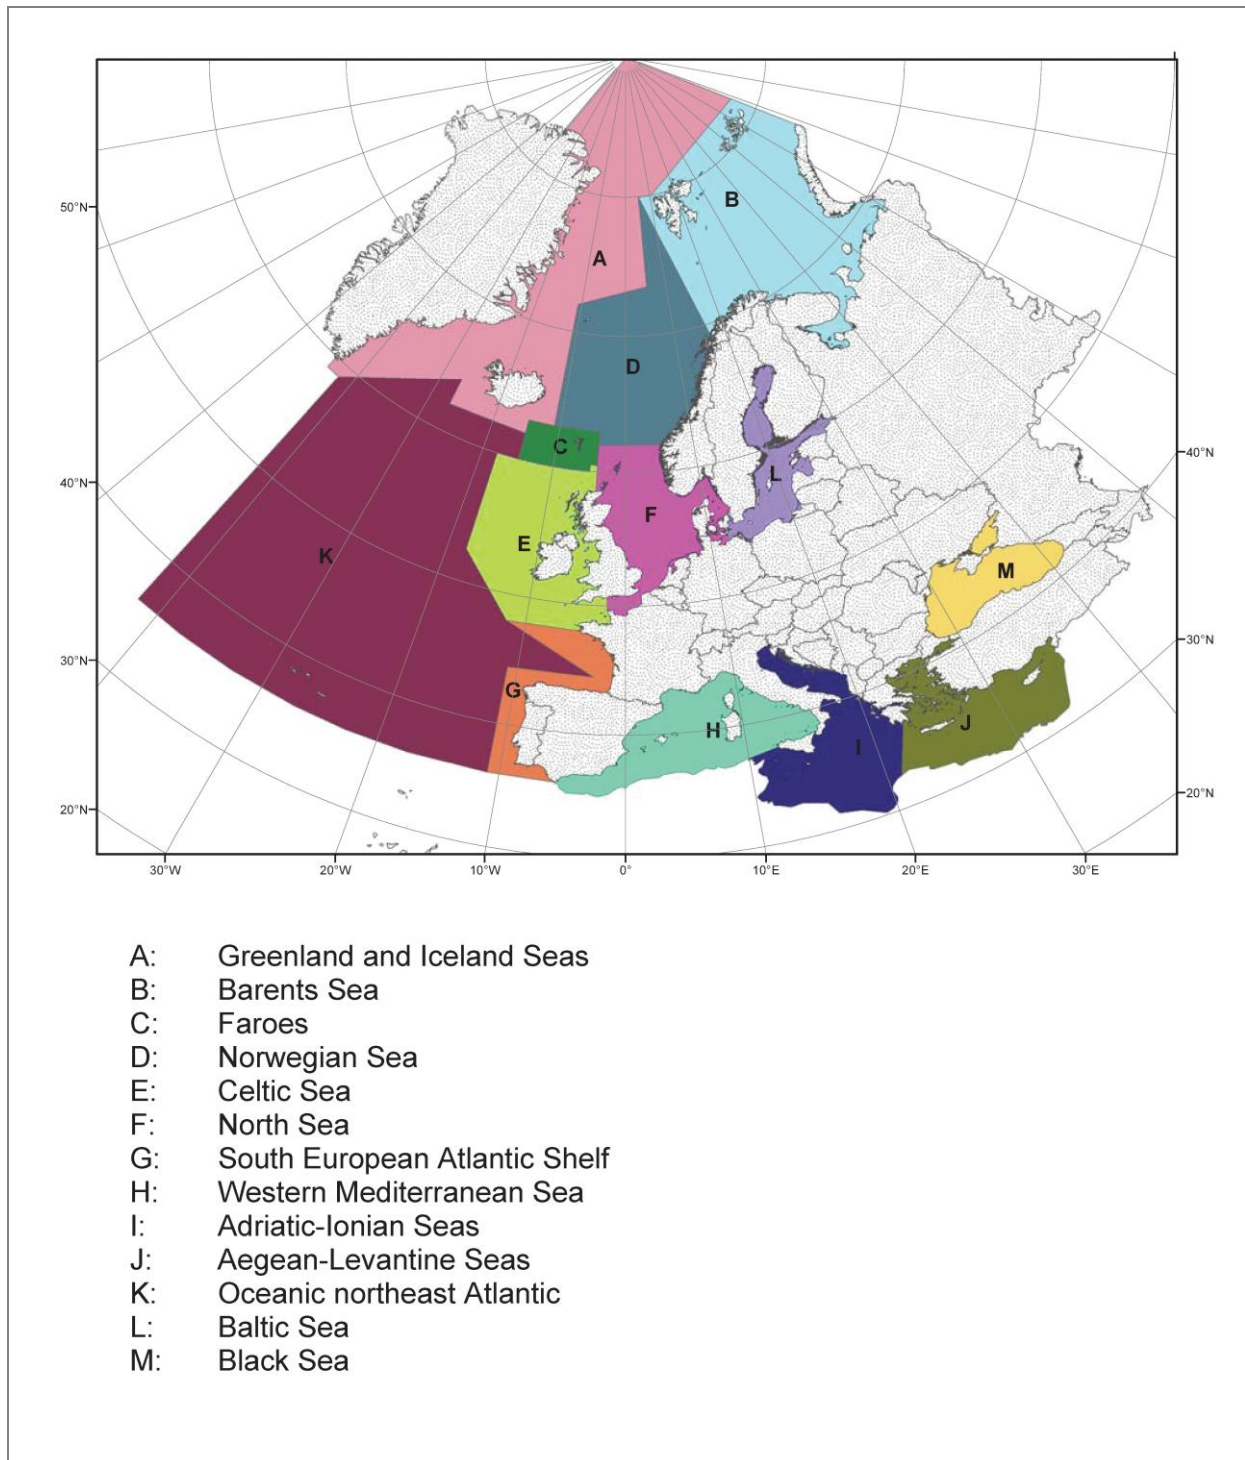 A
B
50°N
D
C
40°N
40°N
L
F
E
K
M
30°N
30°N
G
H
J
I
20°N
20°N
30°W 20°W 10°W 0° 10°E 20°E 30°E
A: Greenland and Iceland Seas
B: Barents Sea
C: Faroes
D: Norwegian Sea
E: Celtic Sea
F: North Sea
G: South European Atlantic Shelf
H: Western Mediterranean Sea
I: Adriatic-Ionian Seas
J: Aegean-Levantine Seas
K: Oceanic northeast Atlantic
L: Baltic Sea
M: Black Sea